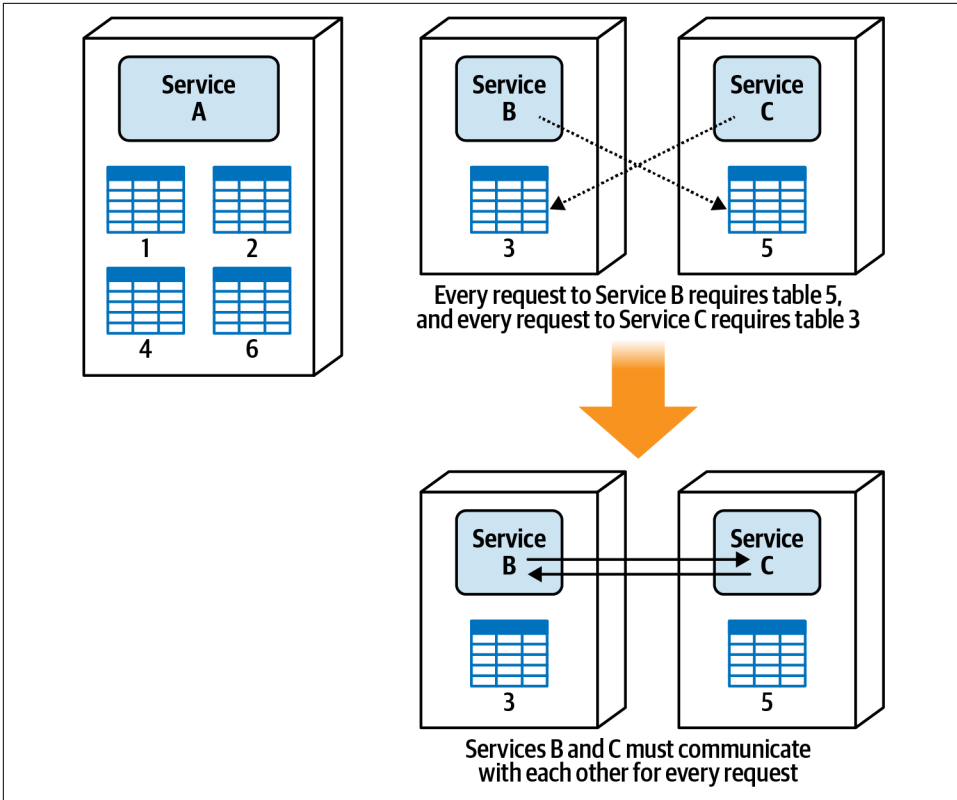 Service
A
1
2
4
6
Service
B
3
Service
C
5
Every request to Service B requires table 5,
and every request to Service C requires table 3
Service
B
3
Service
C
5
Services B and C must communicate
with each other for every request